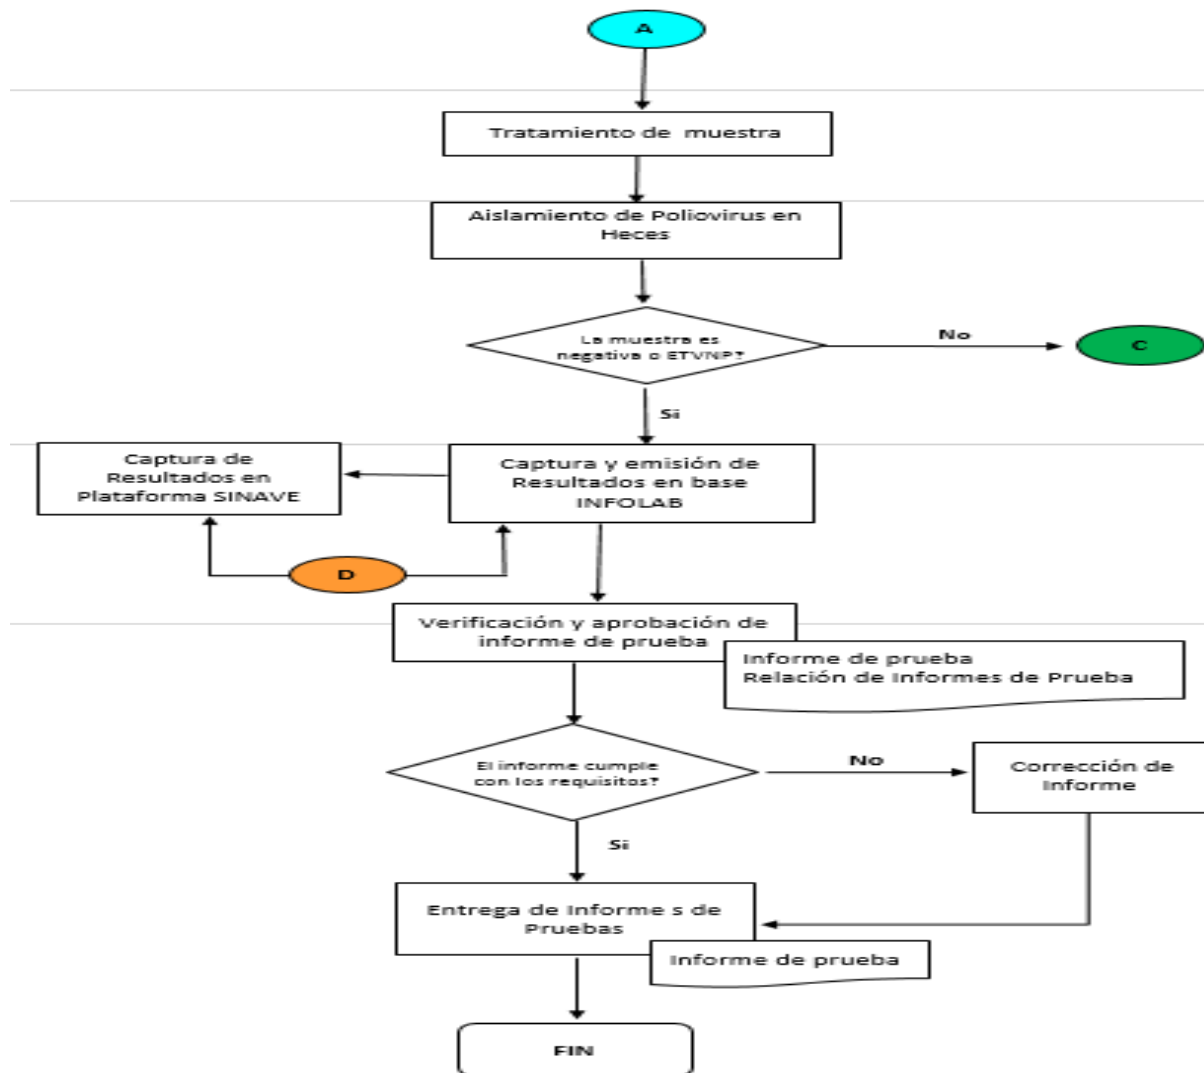 A
Tratamiento de muestra
Aislamiento de Poliovirus en
Heces
La muestra es
negativa o ETVNP?
No
C
Si
Captura de
Resultados en
Plataforma SINAVE
Captura y emisión de
Resultados en base
INFOLAB
D
Verificación y aprobación de
informe de prueba
Informe de prueba
Relación de Informes de Prueba
El informe cumple
con los requisitos?
No
Corrección de
Informe
Si
Entrega de Informe s de
Pruebas
Informe de prueba
FIN